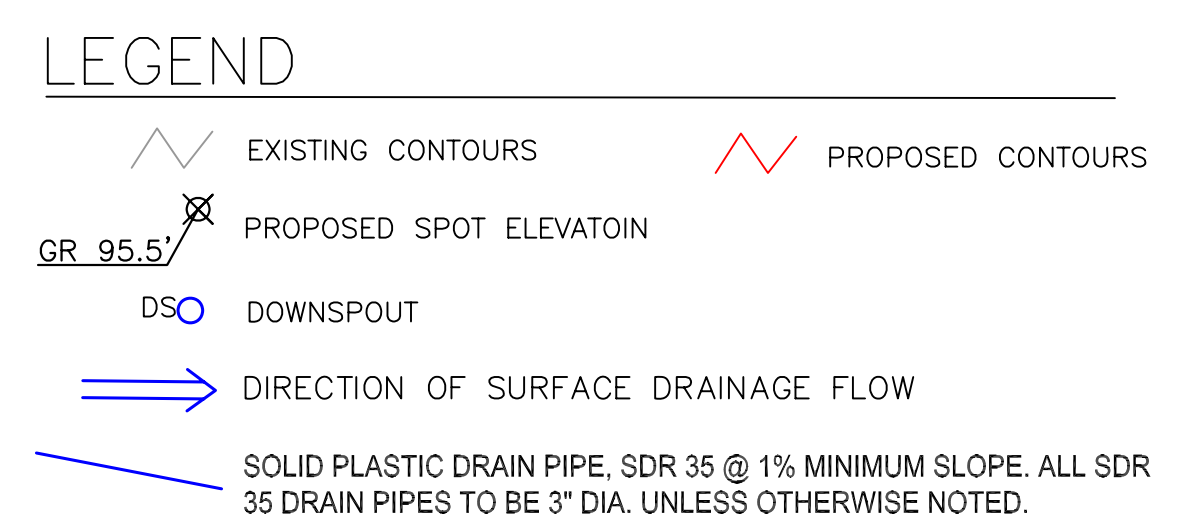 LEGEND
EXISTING CONTOURS
PROPOSED CONTOURS
GR 95.5'
PROPOSED SPOT ELEVATOIN
DS
DOWNSPOUT
DIRECTION OF SURFACE DRAINAGE FLOW
SOLID PLASTIC DRAIN PIPE, SDR 35 @ 1% MINIMUM SLOPE. ALL SDR
35 DRAIN PIPES TO BE 3" DIA. UNLESS OTHERWISE NOTED.